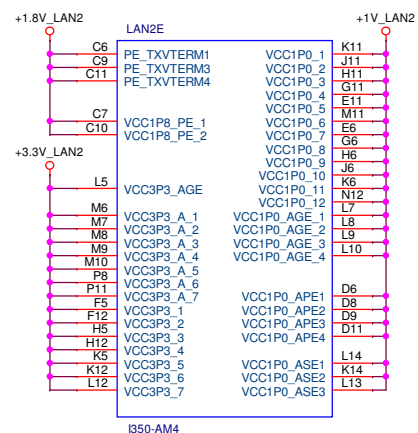 +1.8V_LAN2
+1V_LAN2
LAN2E
C6 PE_TXVTERM1 VCC1P0_1 K11
C9 PE_TXVTERM3 VCC1P0_2 J11
C11 PE_TXVTERM4 VCC1P0_3 H11
VCC1P0_4 G11
VCC1P0_5 E11
C7 VCC1P8_PE_1 VCC1P0_6 M11
C10 VCC1P8_PE_2 VCC1P0_7 E6
VCC1P0_8 G6
+3.3V_LAN2
VCC1P0_9 H6
VCC1P0_10 J6
L5 VCC3P3_AGE VCC1P0_11 K6
VCC1P0_12 N12
M6 VCC3P3_A_1 VCC1P0_AGE_1 L7
M7 VCC3P3_A_2 VCC1P0_AGE_2 L8
M8 VCC3P3_A_3 VCC1P0_AGE_3 L9
M9 VCC3P3_A_4 VCC1P0_AGE_4 L10
M10 VCC3P3_A_5
P8 VCC3P3_A_6
P11 VCC3P3_A_7 VCC1P0_APE1 D6
F5 VCC3P3_1 VCC1P0_APE2 D8
F12 VCC3P3_2 VCC1P0_APE3 D9
H5 VCC3P3_3 VCC1P0_APE4 D11
H12 VCC3P3_4
K5 VCC3P3_5 VCC1P0_ASE1 L14
K12 VCC3P3_6 VCC1P0_ASE2 K14
L12 VCC3P3_7 VCC1P0_ASE3 L13
I350-AM4